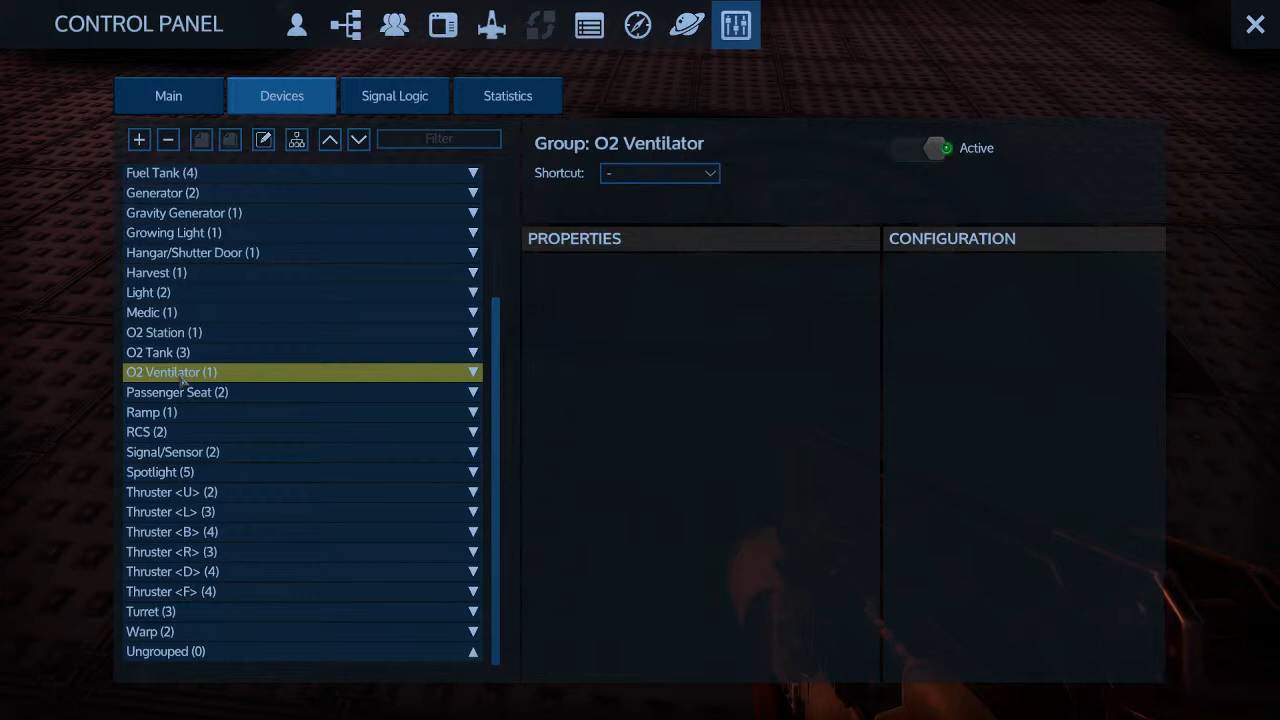 CONTROL PANEL
Main
Devices
Signal Logic
Statistics
Filter
Fuel Tank (4)
Generator (2)
Gravity Generator (1)
Growing Light (1)
Hangar/Shutter Door (1)
Harvest (1)
Light (2)
Medic (1)
O2 Station (1)
O2 Tank (3)
O2 Ventilator (1)
Passenger Seat (2)
Ramp (1)
RCS (2)
Signal/Sensor (2)
Spotlight (5)
Thruster <U> (2)
Thruster <L> (3)
Thruster <B> (4)
Thruster <R> (3)
Thruster <D> (4)
Thruster <F> (4)
Turret (3)
Warp (2)
Ungrouped (0)
Group: O2 Ventilator
Active
Shortcut: -
PROPERTIES
CONFIGURATION